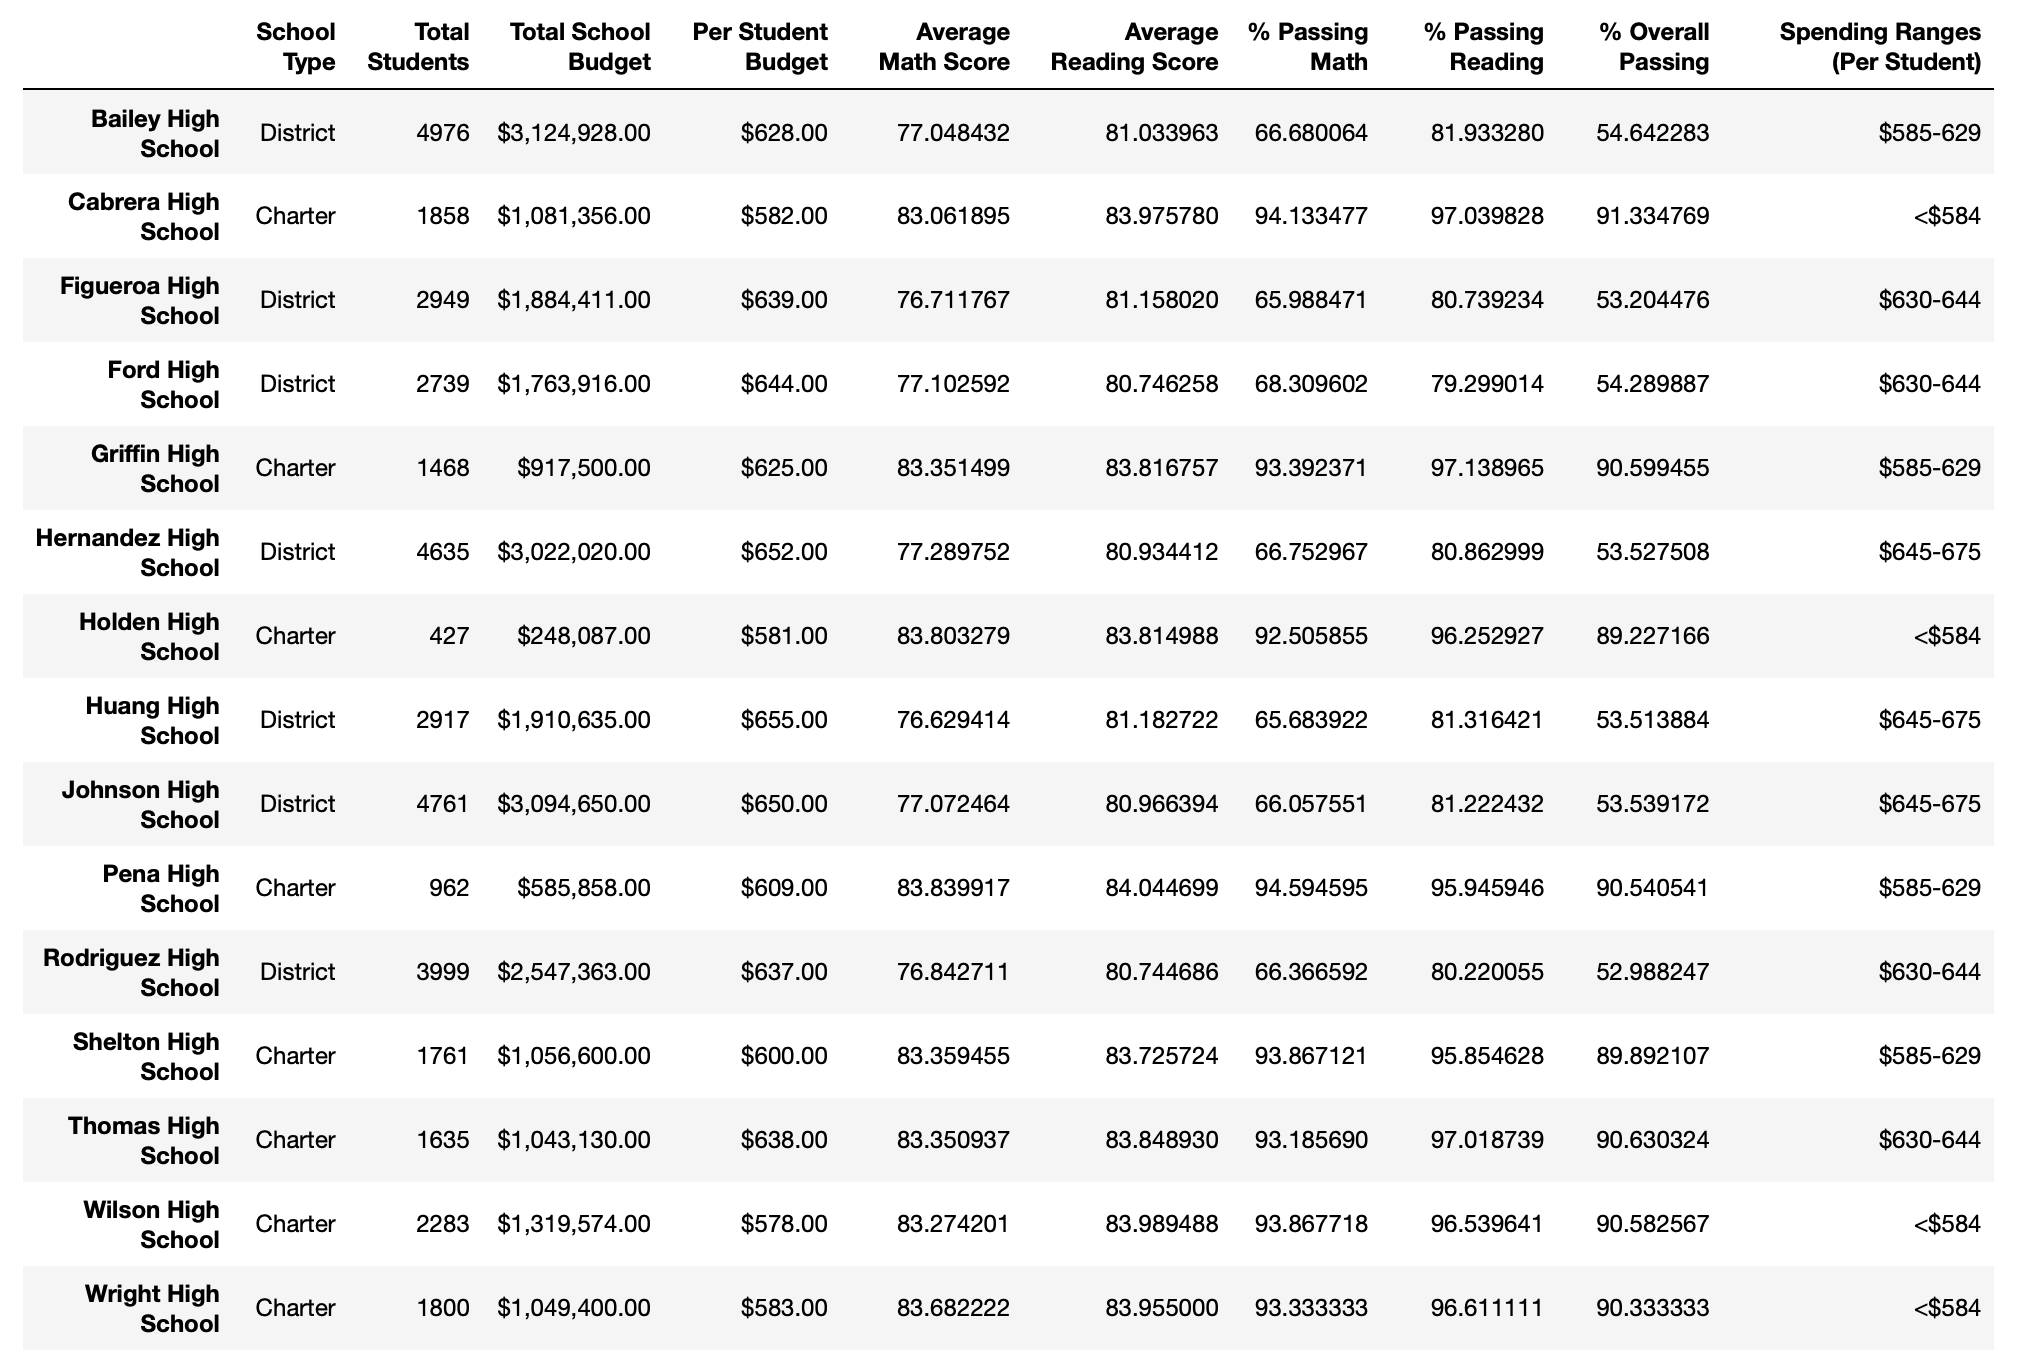 School Total Total School Per Student Average Average % Passing % Passing % Overall Spending Ranges
Type Students Budget Budget Math Score Reading Score Math Reading Passing (Per Student)
Bailey High
School District 4976 $3,124,928.00 $628.00 77.048432 81.033963 66.680064 81.933280 54.642283 $585-629
Cabrera High
School Charter 1858 $1,081,356.00 $582.00 83.061895 83.975780 94.133477 97.039828 91.334769 <$584
Figueroa High
School District 2949 $1,884,411.00 $639.00 76.711767 81.158020 65.988471 80.739234 53.204476 $630-644
Ford High
School District 2739 $1,763,916.00 $644.00 77.102592 80.746258 68.309602 79.299014 54.289887 $630-644
Griffin High
School Charter 1468 $917,500.00 $625.00 83.351499 83.816757 93.392371 97.138965 90.599455 $585-629
Hernandez High
School District 4635 $3,022,020.00 $652.00 77.289752 80.934412 66.752967 80.862999 53.527508 $645-675
Holden High
School Charter 427 $248,087.00 $581.00 83.803279 83.814988 92.505855 96.252927 89.227166 <$584
Huang High
School District 2917 $1,910,635.00 $655.00 76.629414 81.182722 65.683922 81.316421 53.513884 $645-675
Johnson High
School District 4761 $3,094,650.00 $650.00 77.072464 80.966394 66.057551 81.222432 53.539172 $645-675
Pena High
School Charter 962 $585,858.00 $609.00 83.839917 84.044699 94.594595 95.945946 90.540541 $585-629
Rodriguez High
School District 3999 $2,547,363.00 $637.00 76.842711 80.744686 66.366592 80.220055 52.988247 $630-644
Shelton High
School Charter 1761 $1,056,600.00 $600.00 83.359455 83.725724 93.867121 95.854628 89.892107 $585-629
Thomas High
School Charter 1635 $1,043,130.00 $638.00 83.350937 83.848930 93.185690 97.018739 90.630324 $630-644
Wilson High
School Charter 2283 $1,319,574.00 $578.00 83.274201 83.989488 93.867718 96.539641 90.582567 <$584
Wright High
School Charter 1800 $1,049,400.00 $583.00 83.682222 83.955000 93.333333 96.611111 90.333333 <$584